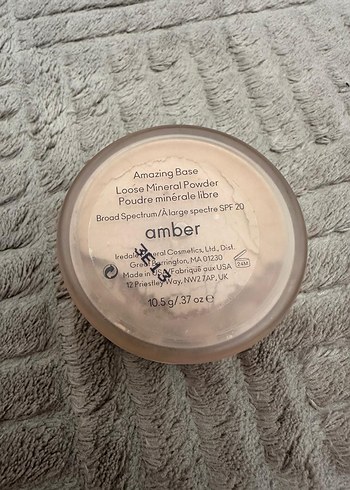 Amazing Base
Loose Mineral Powder
Poudre minérale libre
Broad Spectrum/À large spectre SPF 20
amber
Iredale Mineral Cosmetics, Ltd., Dist.
Great Barrington, MA 01230
Made in USA/Fabriqué aux USA
12 Priestley Way, NW2 7AP, UK
24M
10.5 g/.37 oz e